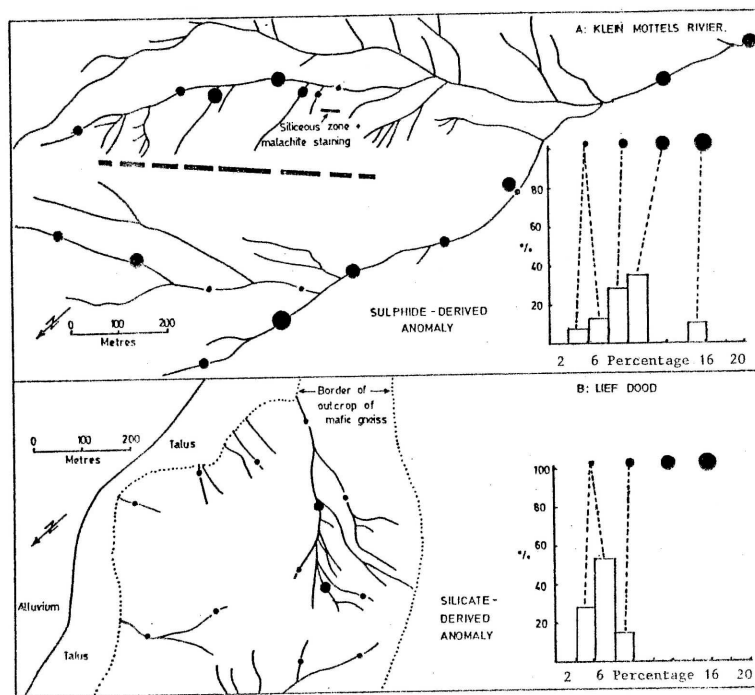 A: KLEIN MOTTELS RIVIER.
Siliceous zone +
malachite staining
80
60
%
40
20
2 6 Percentage 16 20
0 100 200
Metres
SULPHIDE - DERIVED
ANOMALY
B: LIEF DOOD
Border of
outcrop of
mafic gneiss
Talus
0 100 200
Metres
100
80
60
%
40
20
2 6 Percentage 16 20
SILICATE -
DERIVED
ANOMALY
Alluvium
Talus